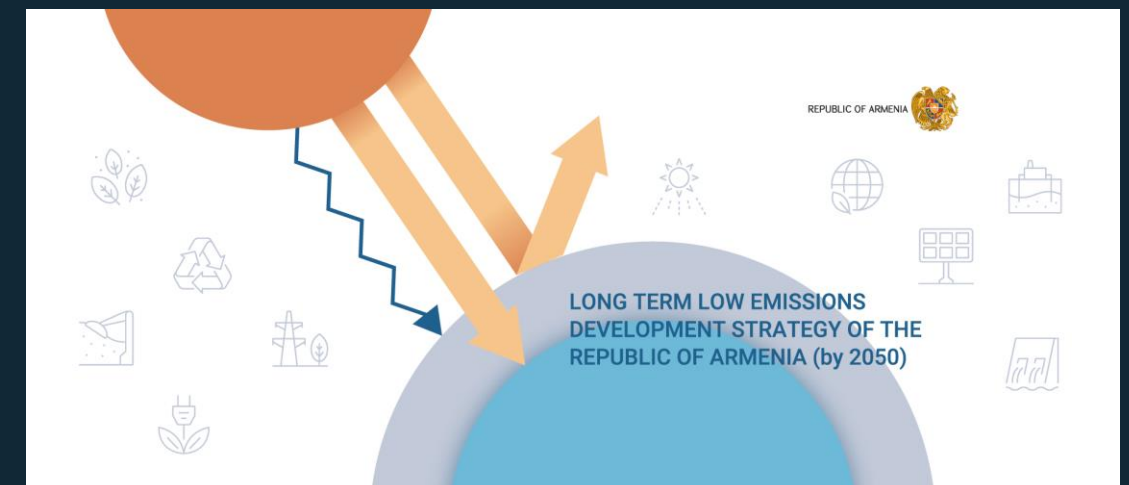 REPUBLIC OF ARMENIA
LONG TERM LOW EMISSIONS
DEVELOPMENT STRATEGY OF THE
REPUBLIC OF ARMENIA (by 2050)